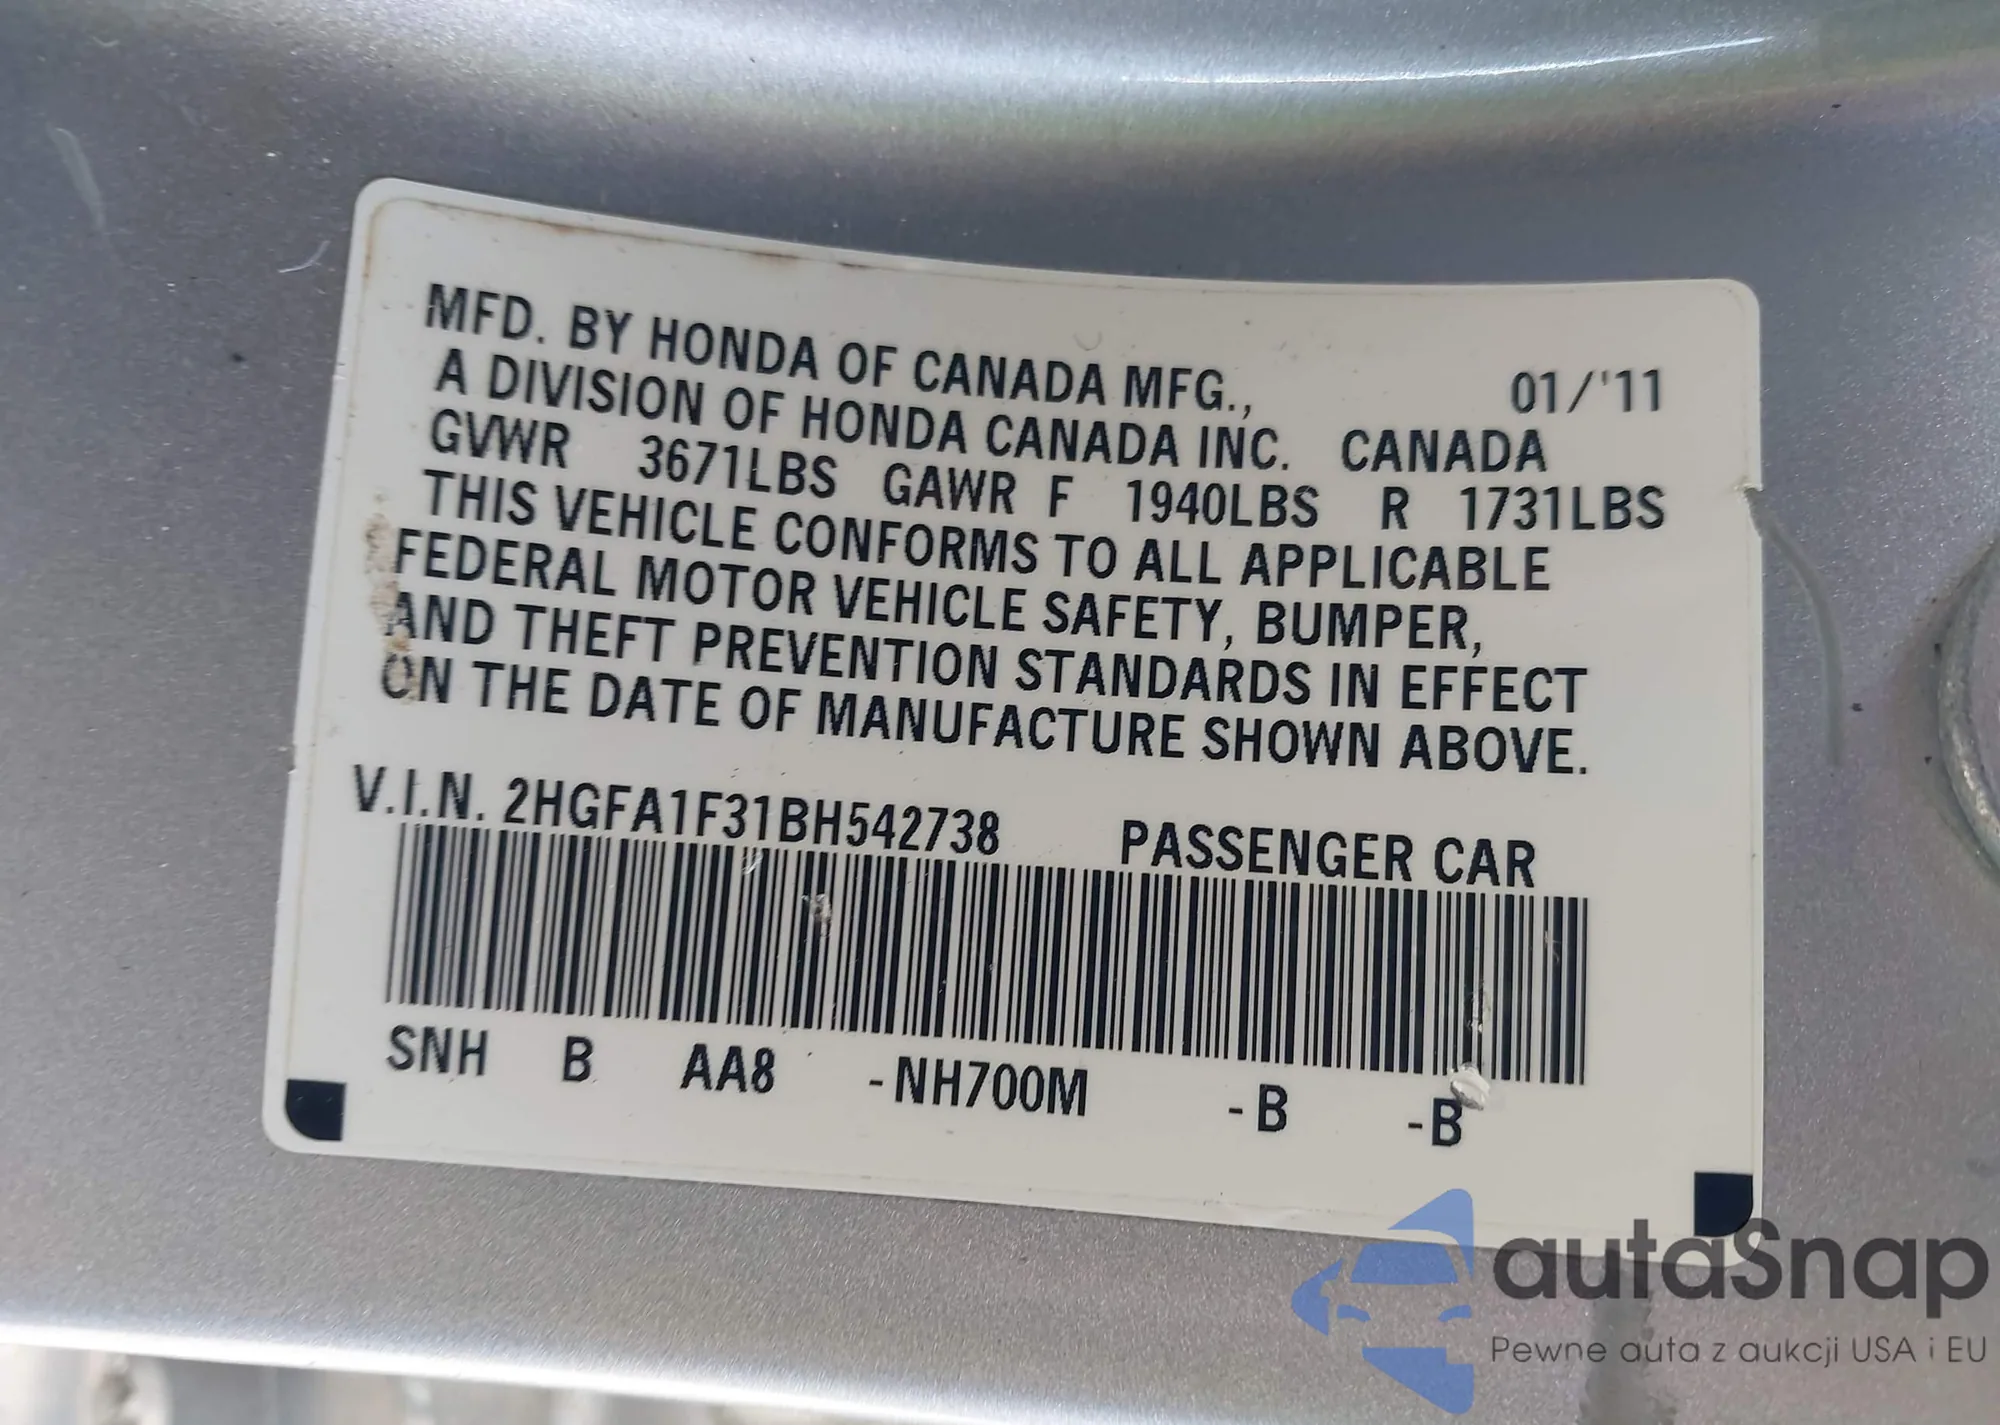 MFD. BY HONDA OF CANADA MFG., 01/'11
A DIVISION OF HONDA CANADA INC. CANADA
GVWR 3671LBS GAWR F 1940LBS R 1731LBS
THIS VEHICLE CONFORMS TO ALL APPLICABLE
FEDERAL MOTOR VEHICLE SAFETY, BUMPER,
AND THEFT PREVENTION STANDARDS IN EFFECT
ON THE DATE OF MANUFACTURE SHOWN ABOVE.
V.I.N. 2HGFA1F31BH542738 PASSENGER CAR
SNH B AA8 -NH700M -B -B
autaSnap
Pewne auta z aukcji USA i EU